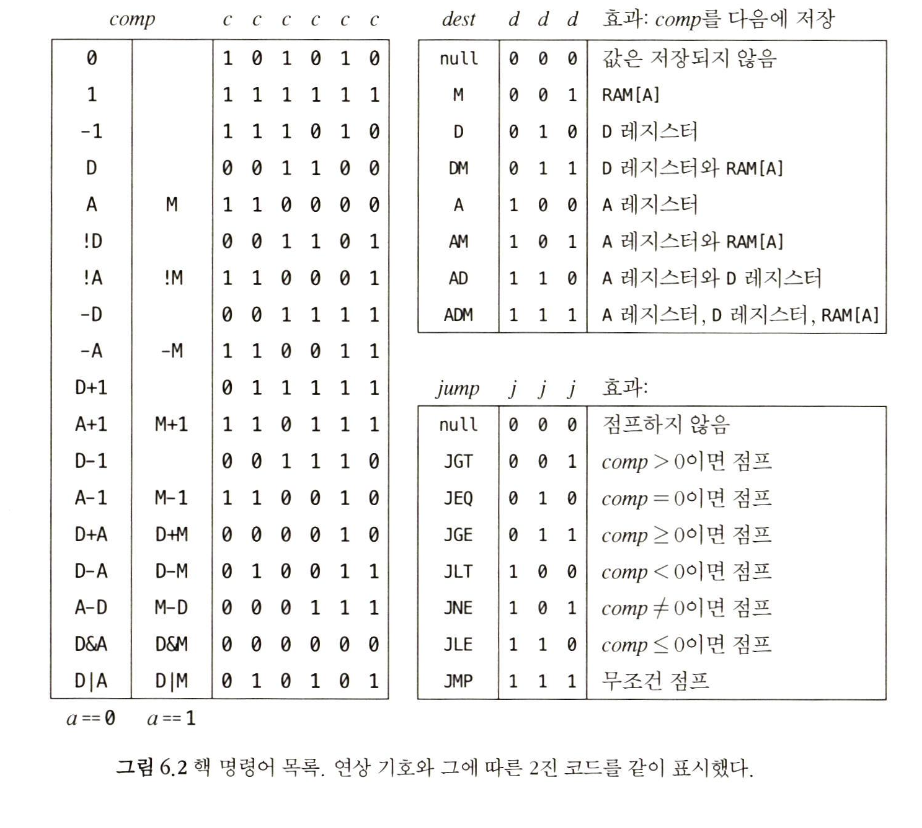 comp c c c c c c
0 1 0 1 0 1 0
1 1 1 1 1 1 1
-1 1 1 1 0 1 0
D 0 0 1 1 0 0
A M 1 1 0 0 0 0
!D 0 0 1 1 0 1
!A !M 1 1 0 0 0 1
-D 0 0 1 1 1 1
-A -M 1 1 0 0 1 1
D+1 0 1 1 1 1 1
A+1 M+1 1 1 0 1 1 1
D-1 0 0 1 1 1 0
A-1 M-1 1 1 0 0 1 0
D+A D+M 0 0 0 0 1 0
D-A D-M 0 1 0 0 1 1
A-D M-D 0 0 0 1 1 1
D&A D&M 0 0 0 0 0 0
D|A D|M 0 1 0 1 0 1
a==0 a==1
dest d d d 효과: comp를 다음에 저장
null 0 0 0 값은 저장되지 않음
M 0 0 1 RAM[A]
D 0 1 0 D 레지스터
DM 0 1 1 D 레지스터와 RAM[A]
A 1 0 0 A 레지스터
AM 1 0 1 A 레지스터와 RAM[A]
AD 1 1 0 A 레지스터와 D 레지스터
ADM 1 1 1 A 레지스터, D 레지스터, RAM[A]
jump j j j 효과:
null 0 0 0 점프하지 않음
JGT 0 0 1 comp > 0이면 점프
JEQ 0 1 0 comp = 0이면 점프
JGE 0 1 1 comp ≥ 0이면 점프
JLT 1 0 0 comp < 0이면 점프
JNE 1 0 1 comp ≠ 0이면 점프
JLE 1 1 0 comp ≤ 0이면 점프
JMP 1 1 1 무조건 점프
그림 6.2 핵 명령어 목록. 연상 기호와 그에 따른 2진 코드를 같이 표시했다.